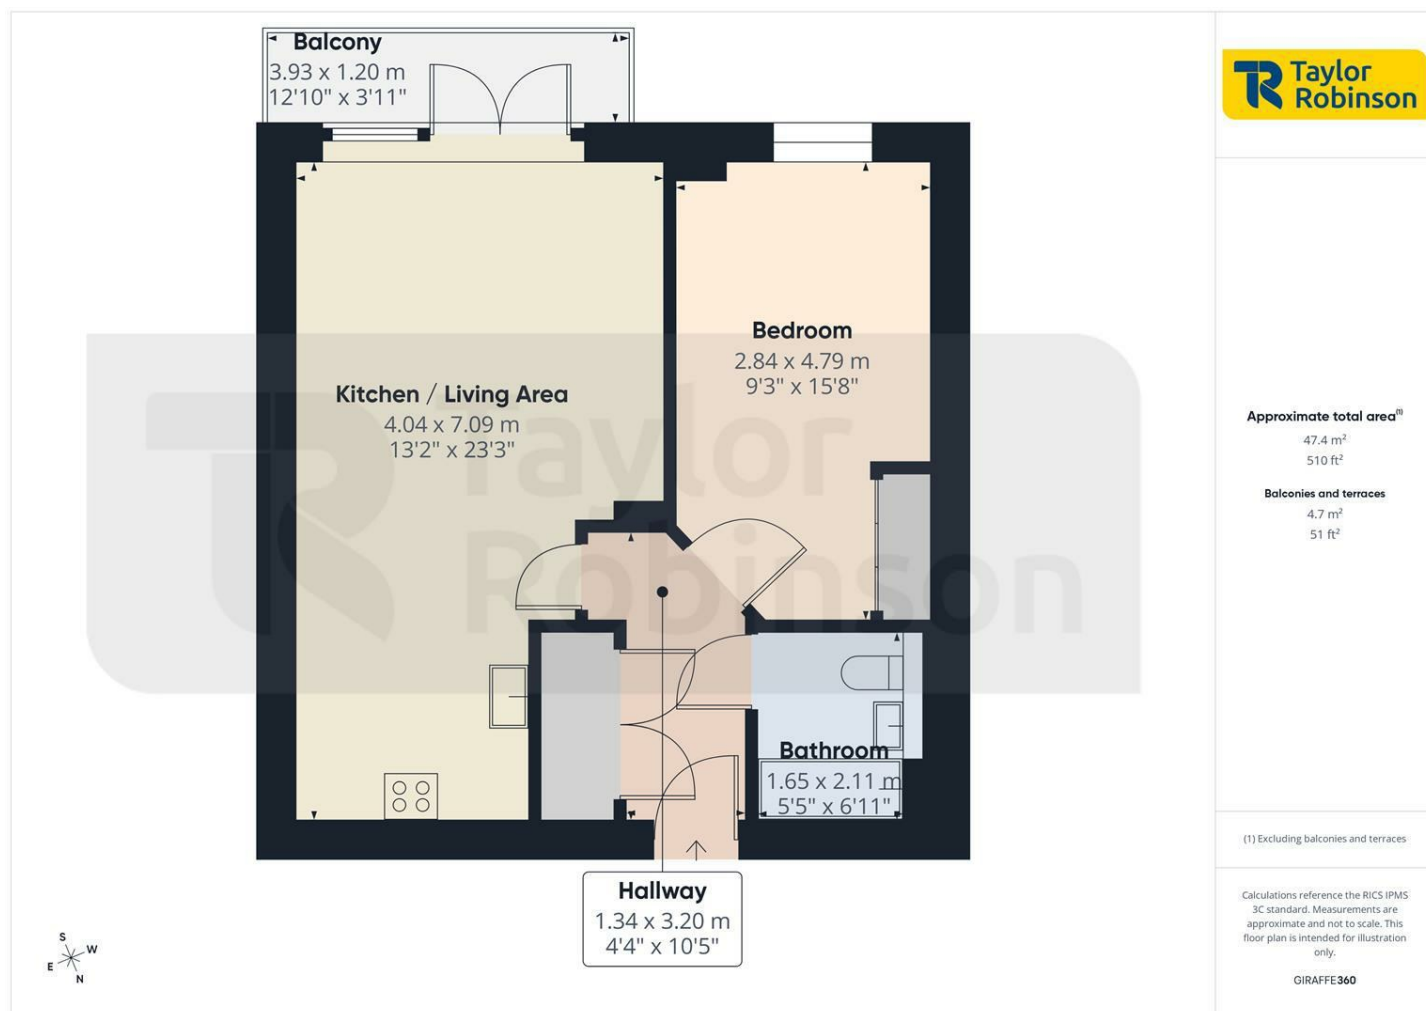 Balcony
3.93 x 1.20 m
12'10" x 3'11"
Taylor
Robinson
Bedroom
2.84 x 4.79 m
9'3" x 15'8"
Kitchen / Living Area
4.04 x 7.09 m
13'2" x 23'3"
Taylor
Robinson
Approximate total area(1)
47.4 m²
510 ft²
Balconies and terraces
4.7 m²
51 ft²
Bathroom
1.65 x 2.11 m
5'5" x 6'11"
Hallway
1.34 x 3.20 m
4'4" x 10'5"
(1) Excluding balconies and terraces
Calculations reference the RICS IPMS
3C standard. Measurements are
approximate and not to scale. This
floor plan is intended for illustration
only.
GIRAFFE360
S
W
E
N